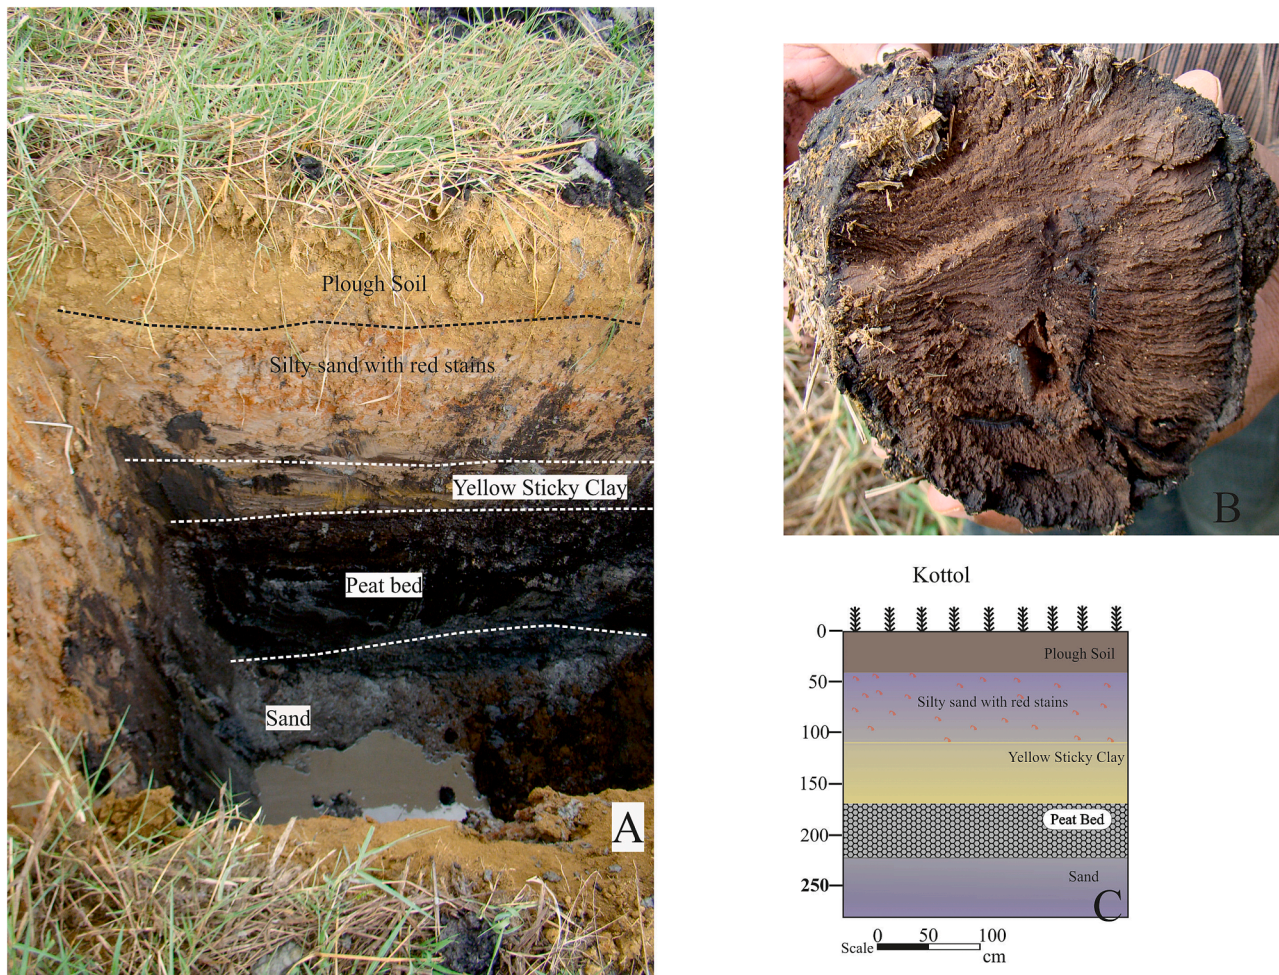 Plough Soil
Silty sand with red stains
Yellow Sticky Clay
Peat bed
Sand
A
B
Kottol
0
Plough Soil
50
Silty sand with red stains
100
Yellow Sticky Clay
150
Peat Bed
200
Sand
250
C
0 50 100
Scale
cm